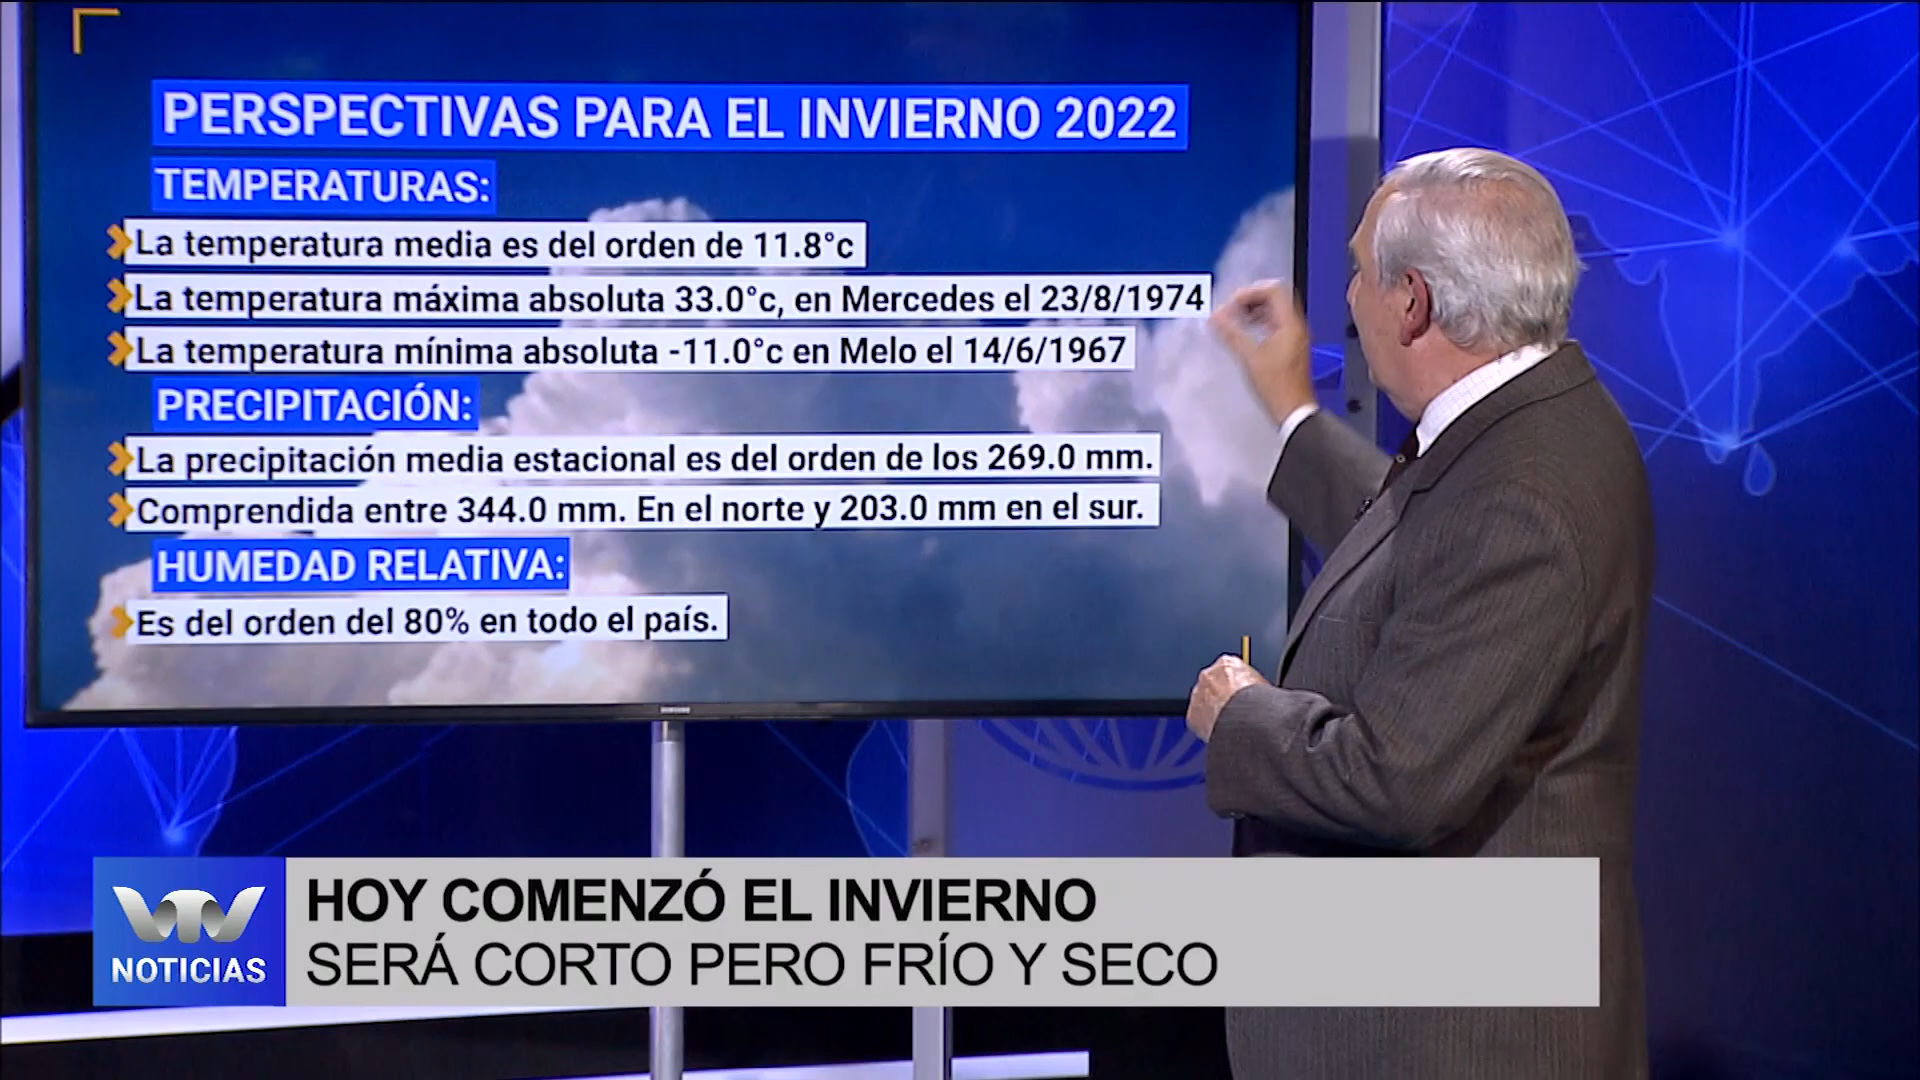 PERSPECTIVAS PARA EL INVIERNO 2022
TEMPERATURAS:
La temperatura media es del orden de 11.8°c
La temperatura máxima absoluta 33.0°c, en Mercedes el 23/8/1974
La temperatura mínima absoluta -11.0°c en Melo el 14/6/1967
PRECIPITACIÓN:
La precipitación media estacional es del orden de los 269.0 mm.
Comprendida entre 344.0 mm. En el norte y 203.0 mm en el sur.
HUMEDAD RELATIVA:
Es del orden del 80% en todo el país.
SAMSUNG
VTV
NOTICIAS
HOY COMENZÓ EL INVIERNO
SERÁ CORTO PERO FRÍO Y SECO